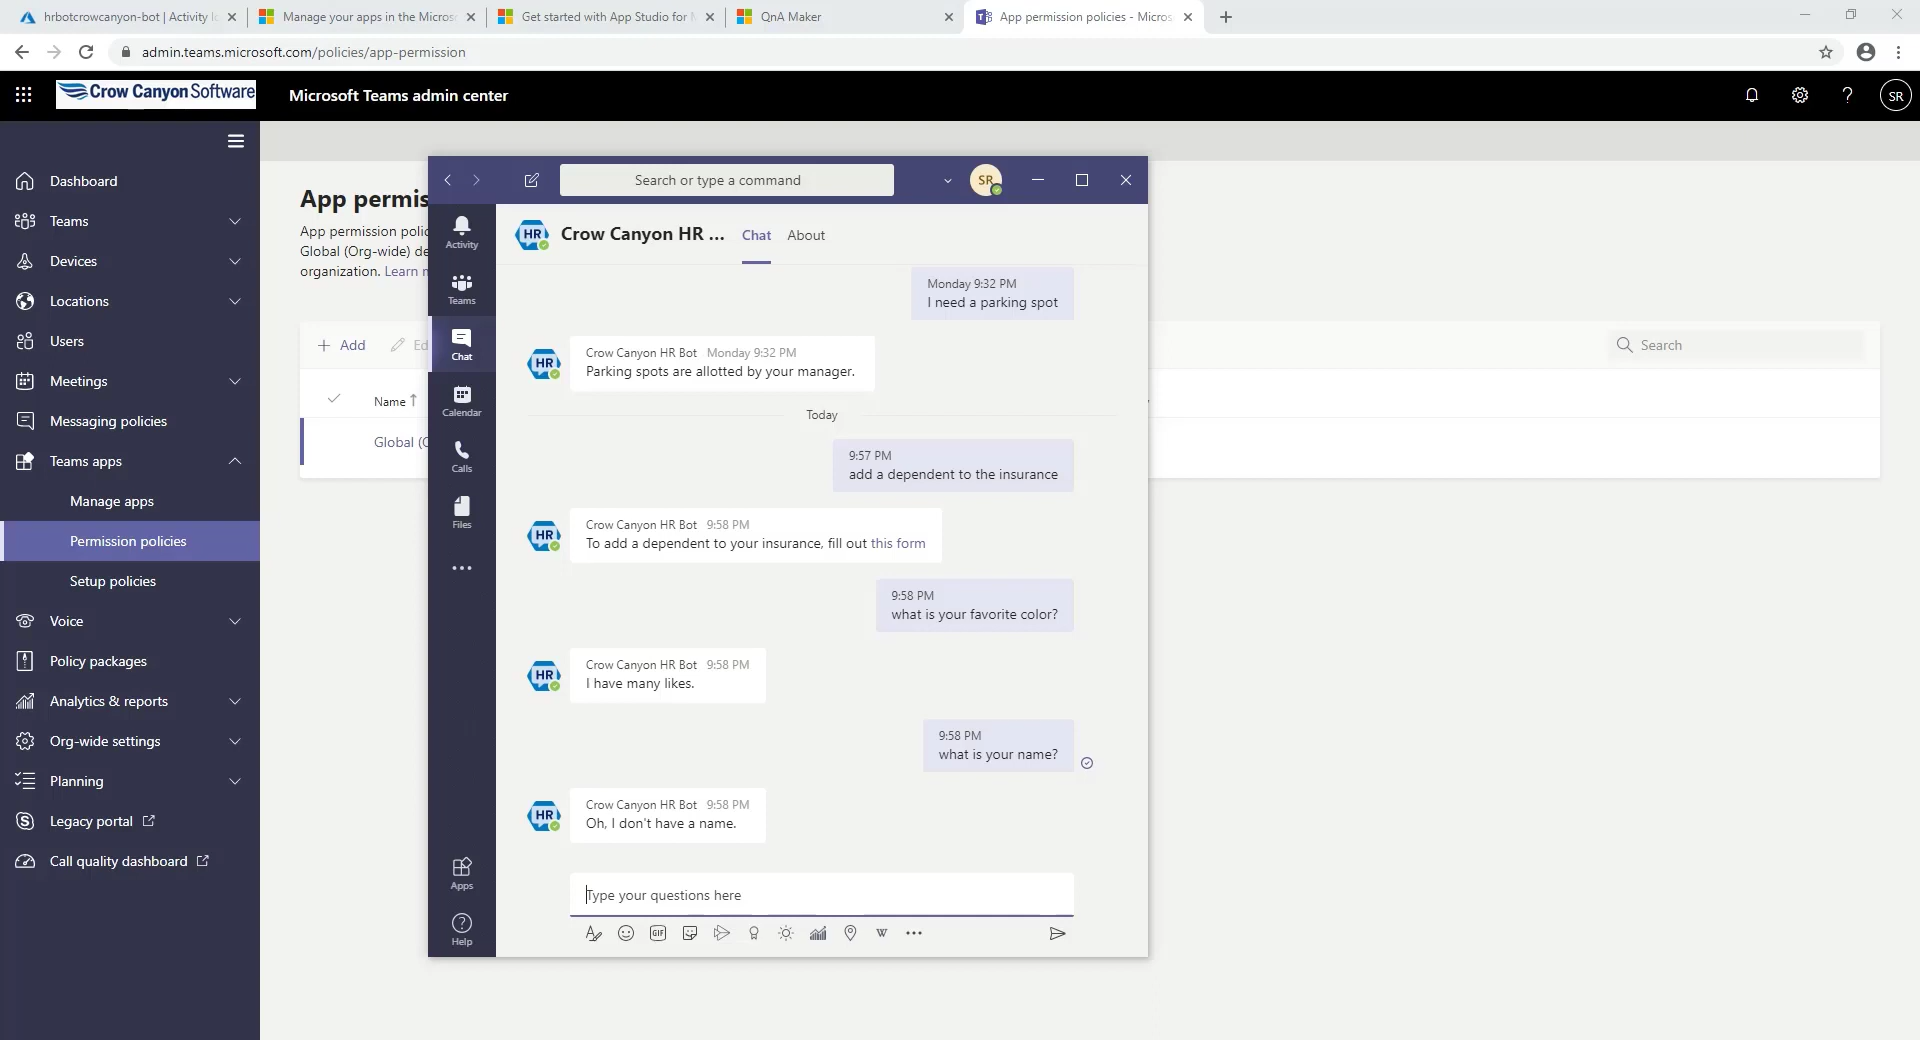 hrbotcrowcanyon-bot | Activity l
Manage your apps in the Micros
Get started with App Studio for
QnA Maker
App permission policies - Micros
admin.teams.microsoft.com/policies/app-permission
Crow Canyon Software
Microsoft Teams admin center
SR
Dashboard
Teams
Devices
Locations
Users
Meetings
Messaging policies
Teams apps
Manage apps
Permission policies
Setup policies
Voice
Policy packages
Analytics & reports
Org-wide settings
Planning
Legacy portal
Call quality dashboard
App permis
App permission polic
Global (Org-wide) de
organization. Learn
Add
Ed
Search
Name
Global (O
Search or type a command
SR
Activity
Teams
Chat
Calendar
Calls
Files
Apps
Help
HR
Crow Canyon HR ...
Chat
About
Monday 9:32 PM
I need a parking spot
HR
Crow Canyon HR Bot Monday 9:32 PM
Parking spots are allotted by your manager.
Today
9:57 PM
add a dependent to the insurance
HR
Crow Canyon HR Bot 9:58 PM
To add a dependent to your insurance, fill out this form
9:58 PM
what is your favorite color?
HR
Crow Canyon HR Bot 9:58 PM
I have many likes.
9:58 PM
what is your name?
HR
Crow Canyon HR Bot 9:58 PM
Oh, I don't have a name.
Type your questions here
GIF
W